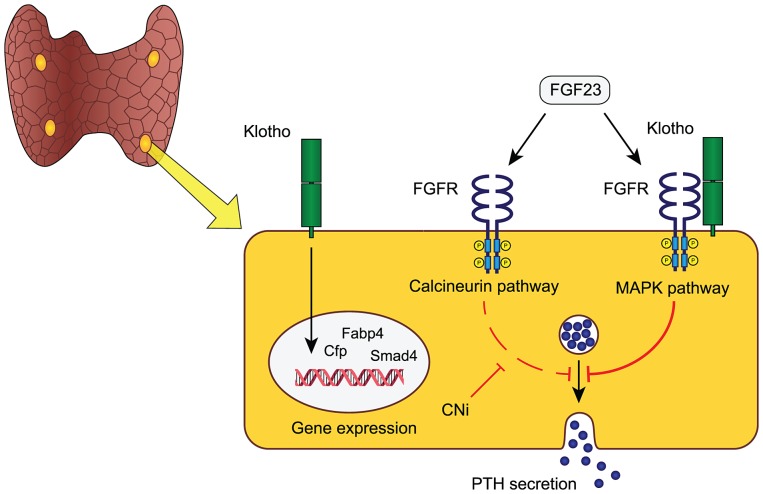 FGF23
Klotho
Klotho
FGFR
FGFR
P
P
P
P
P
P
P
P
Calcineurin pathway
MAPK pathway
Fabp4
Cfp
Smad4
CNi
Gene expression
PTH secretion